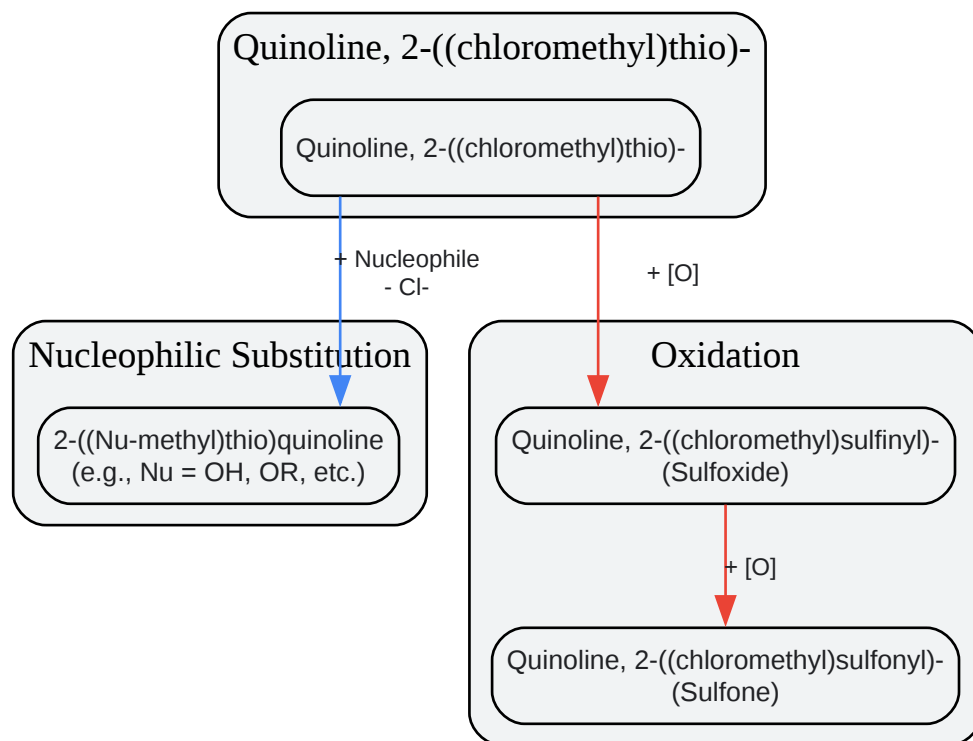 Quinoline, 2-((chloromethyl)thio)-
Quinoline, 2-((chloromethyl)thio)-
+ Nucleophile
- Cl-
+ [O]
Nucleophilic Substitution
2-((Nu-methyl)thio)quinoline
(e.g., Nu = OH, OR, etc.)
Oxidation
Quinoline, 2-((chloromethyl)sulfinyl)-
(Sulfoxide)
+ [O]
Quinoline, 2-((chloromethyl)sulfonyl)-
(Sulfone)